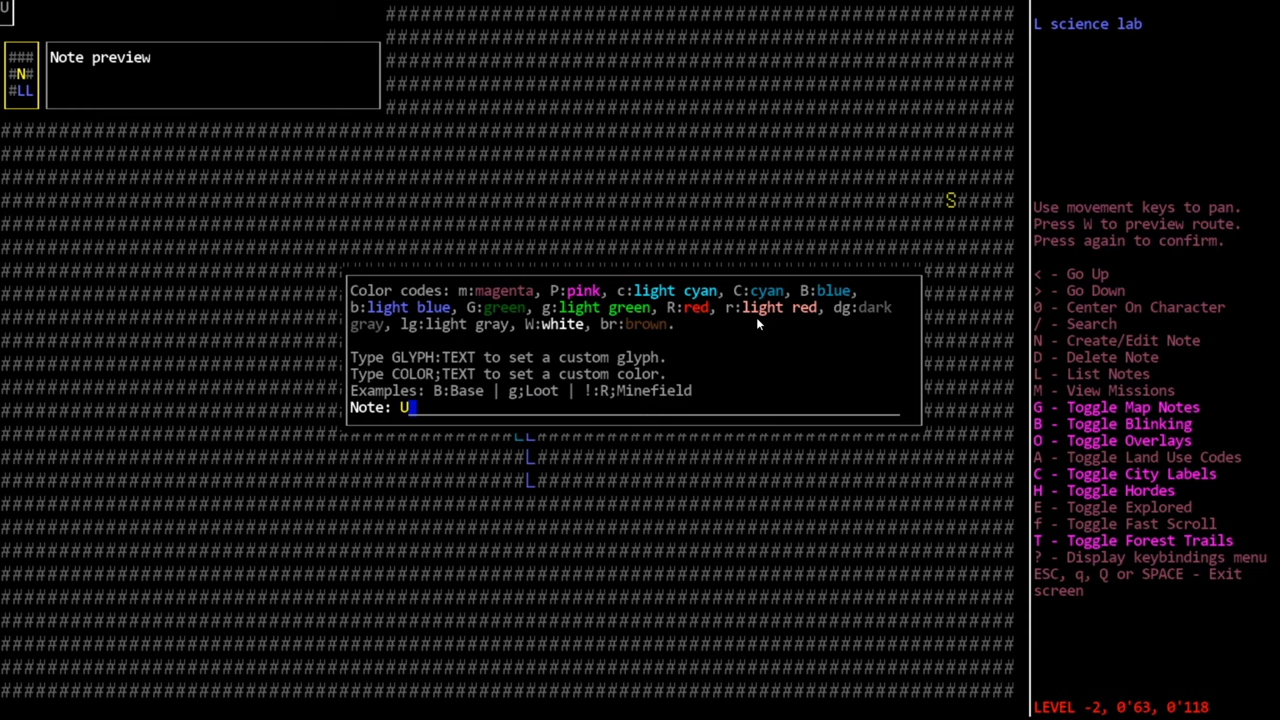 U
###
#N#
#LL
Note preview
L science lab
S
Use movement keys to pan.
Press W to preview route.
Press again to confirm.
< - Go Up
> - Go Down
0 - Center On Character
/ - Search
N - Create/Edit Note
D - Delete Note
L - List Notes
M - View Missions
G - Toggle Map Notes
B - Toggle Blinking
O - Toggle Overlays
A - Toggle Land Use Codes
C - Toggle City Labels
H - Toggle Hordes
E - Toggle Explored
f - Toggle Fast Scroll
T - Toggle Forest Trails
? - Display keybindings menu
ESC, q, Q or SPACE - Exit
screen
Color codes: m:magenta, P:pink, c:light cyan, C:cyan, B:blue,
b:light blue, G:green, g:light green, R:red, r:light red, dg:dark
gray, lg:light gray, W:white, br:brown.
Type GLYPH:TEXT to set a custom glyph.
Type COLOR;TEXT to set a custom color.
Examples: B:Base | g;Loot | !:R;Minefield
Note: U
LL
L
L
LEVEL -2, 0'63, 0'118